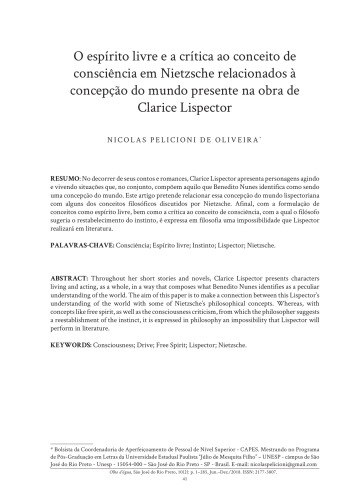 O espírito livre e a crítica ao conceito de
consciência em Nietzsche relacionados à
concepção do mundo presente na obra de
Clarice Lispector
NICOLAS PELICIONI DE OLIVEIRA*
RESUMO: No decorrer de seus contos e romances, Clarice Lispector apresenta personagens agindo
e vivendo situações que, no conjunto, compõem aquilo que Benedito Nunes identifica como sendo
uma concepção do mundo. Este artigo pretende relacionar essa concepção do mundo lispectoriana
com alguns dos conceitos filosóficos discutidos por Nietzsche. Afinal, com a formulação de
conceitos como espírito livre, bem como a crítica ao conceito de consciência, com a qual o filósofo
sugeria o restabelecimento do instinto, é expressa em filosofia uma impossibilidade que Lispector
realizará em literatura.
PALAVRAS-CHAVE: Consciência; Espírito livre; Instinto; Lispector; Nietzsche.
ABSTRACT: Throughout her short stories and novels, Clarice Lispector presents characters
living and acting, as a whole, in a way that composes what Benedito Nunes identifies as a peculiar
understanding of the world. The aim of this paper is to make a connection between this Lispector's
understanding of the world with some of Nietzsche's philosophical concepts. Whereas, with
concepts like free spirit, as well as the consciousness criticism, from which the philosopher suggests
a reestablishment of the instinct, it is expressed in philosophy an impossibility that Lispector will
perform in literature.
KEYWORDS: Consciousness; Drive; Free Spirit; Lispector; Nietzsche.
* Bolsista da Coordenadoria de Aperfeiçoamento de Pessoal de Nível Superior - CAPES. Mestrando no Programa
de Pós-Graduação em Letras da Universidade Estadual Paulista "Júlio de Mesquita Filho" – UNESP - câmpus de São
José do Rio Preto - Unesp - 15054-000 – São José do Rio Preto - SP - Brasil. E-mail: nicolaspelicioni@gmail.com
Olho d'água, São José do Rio Preto, 10(2): p. 1–285, Jun.-Dez./2018. ISSN: 2177-3807.